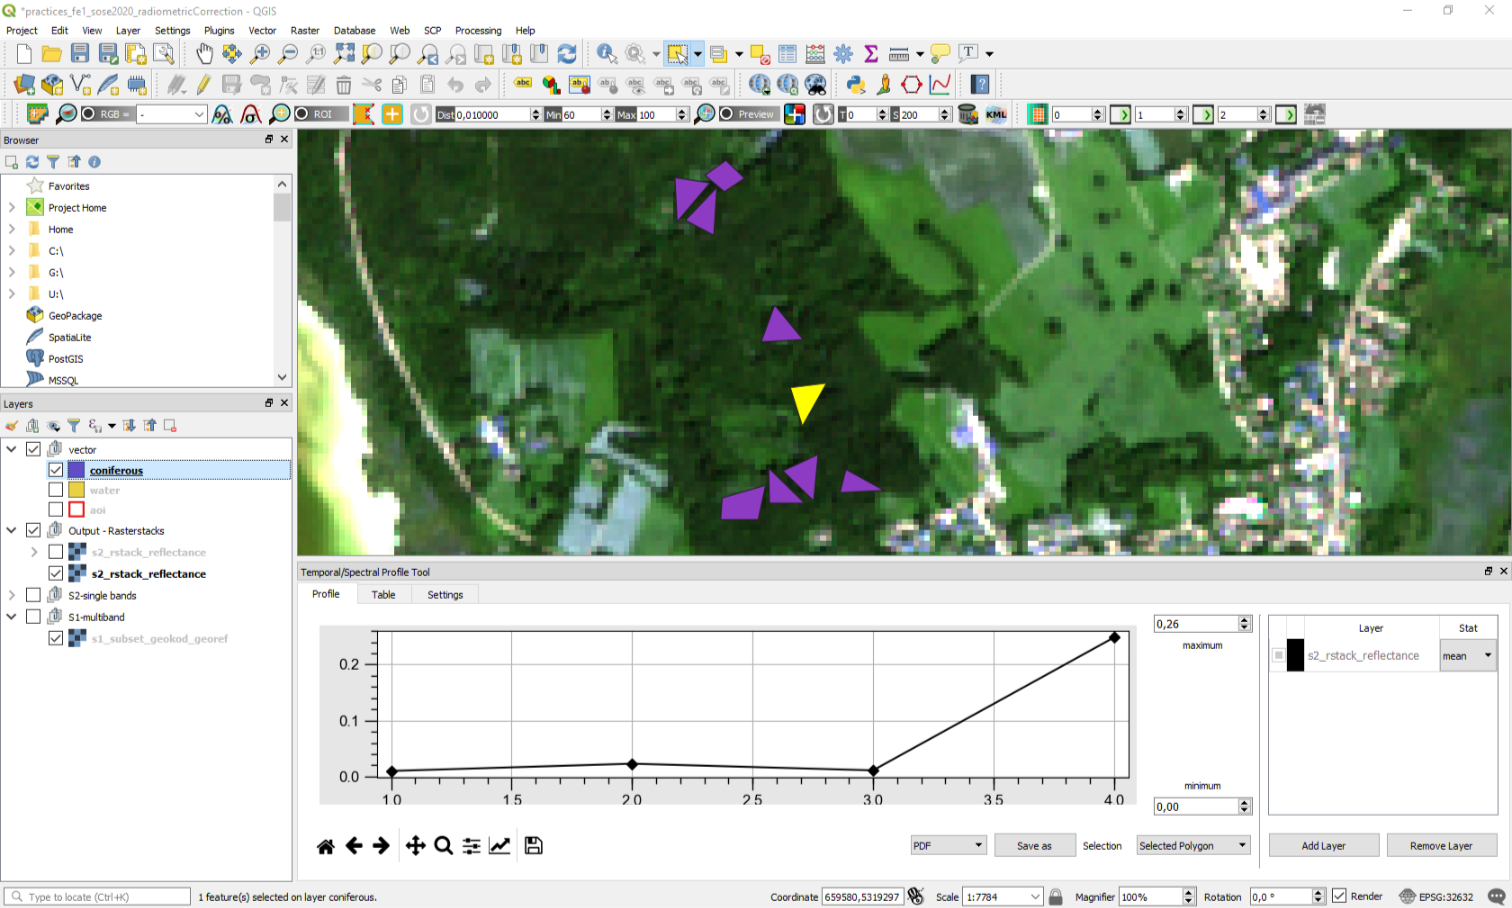 *practices_fe1_sose2020_radiometricCorrection - QGIS
Project Edit View Layer Settings Plugins Vector Raster Database Web SCP Processing Help
RGB = - ROI Dist 0,010000 Min 60 Max 100 Preview T 0 S 200 KML 0 1 2
Browser
Favorites
Project Home
Home
C:\
G:\
U:\
GeoPackage
SpatiaLite
PostGIS
MSSQL
Layers
vector
coniferous
water
aoi
Output - Rasterstacks
s2_rstack_reflectance
s2_rstack_reflectance
S2-single bands
S1-multiband
s1_subset_geokod_georef
Temporal/Spectral Profile Tool
Profile Table Settings
0.2
0.1
0.0
1.0 1.5 2.0 2.5 3.0 3.5 4.0
0,26
maximum
minimum
0,00
Layer Stat
s2_rstack_reflectance mean
PDF Save as Selection Selected Polygon Add Layer Remove Layer
Type to locate (Ctrl+K) 1 feature(s) selected on layer coniferous. Coordinate 659580,5319297 Scale 1:7784 Magnifier 100% Rotation 0,0 ° Render EPSG:32632